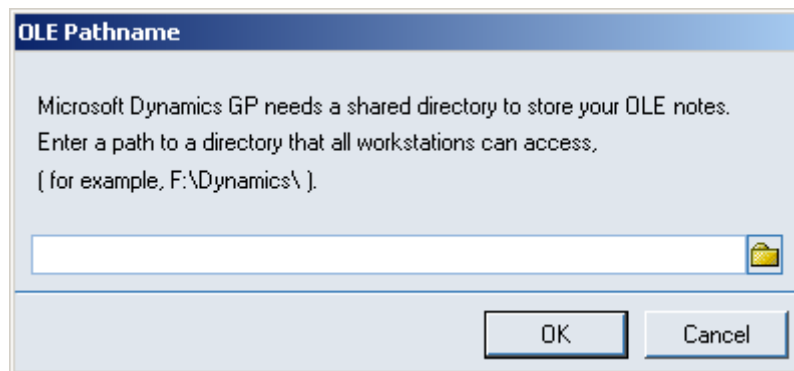 OLE Pathname
Microsoft Dynamics GP needs a shared directory to store your OLE notes.
Enter a path to a directory that all workstations can access,
( for example, F:\Dynamics\ ).
OK
Cancel